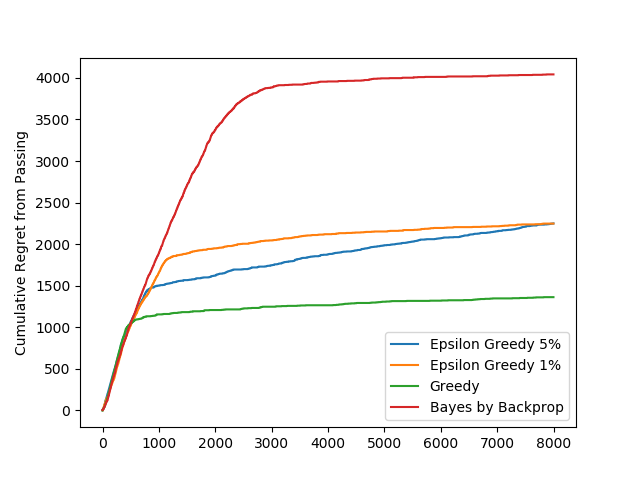 Cumulative Regret from Passing
4000
3500
3000
2500
2000
1500
1000
500
0
0 1000 2000 3000 4000 5000 6000 7000 8000
Epsilon Greedy 5%
Epsilon Greedy 1%
Greedy
Bayes by Backprop